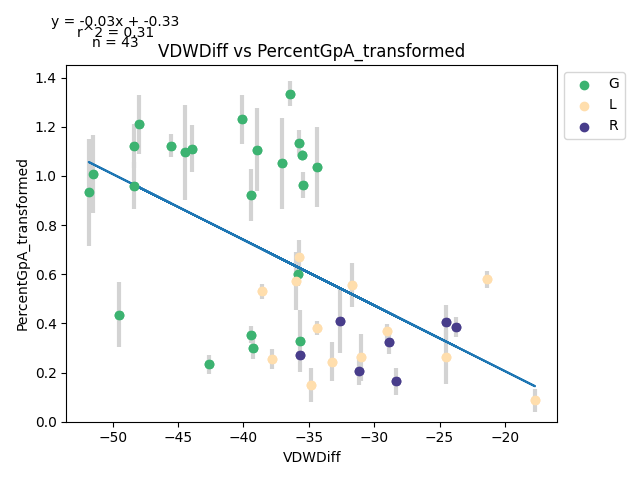 y = -0.03x + -0.33
r^2 = 0.31
n = 43
VDWDiff vs PercentGpA_transformed
G
L
R
PercentGpA_transformed
1.4
1.2
1.0
0.8
0.6
0.4
0.2
0.0
−50
−45
−40
−35
−30
−25
−20
VDWDiff